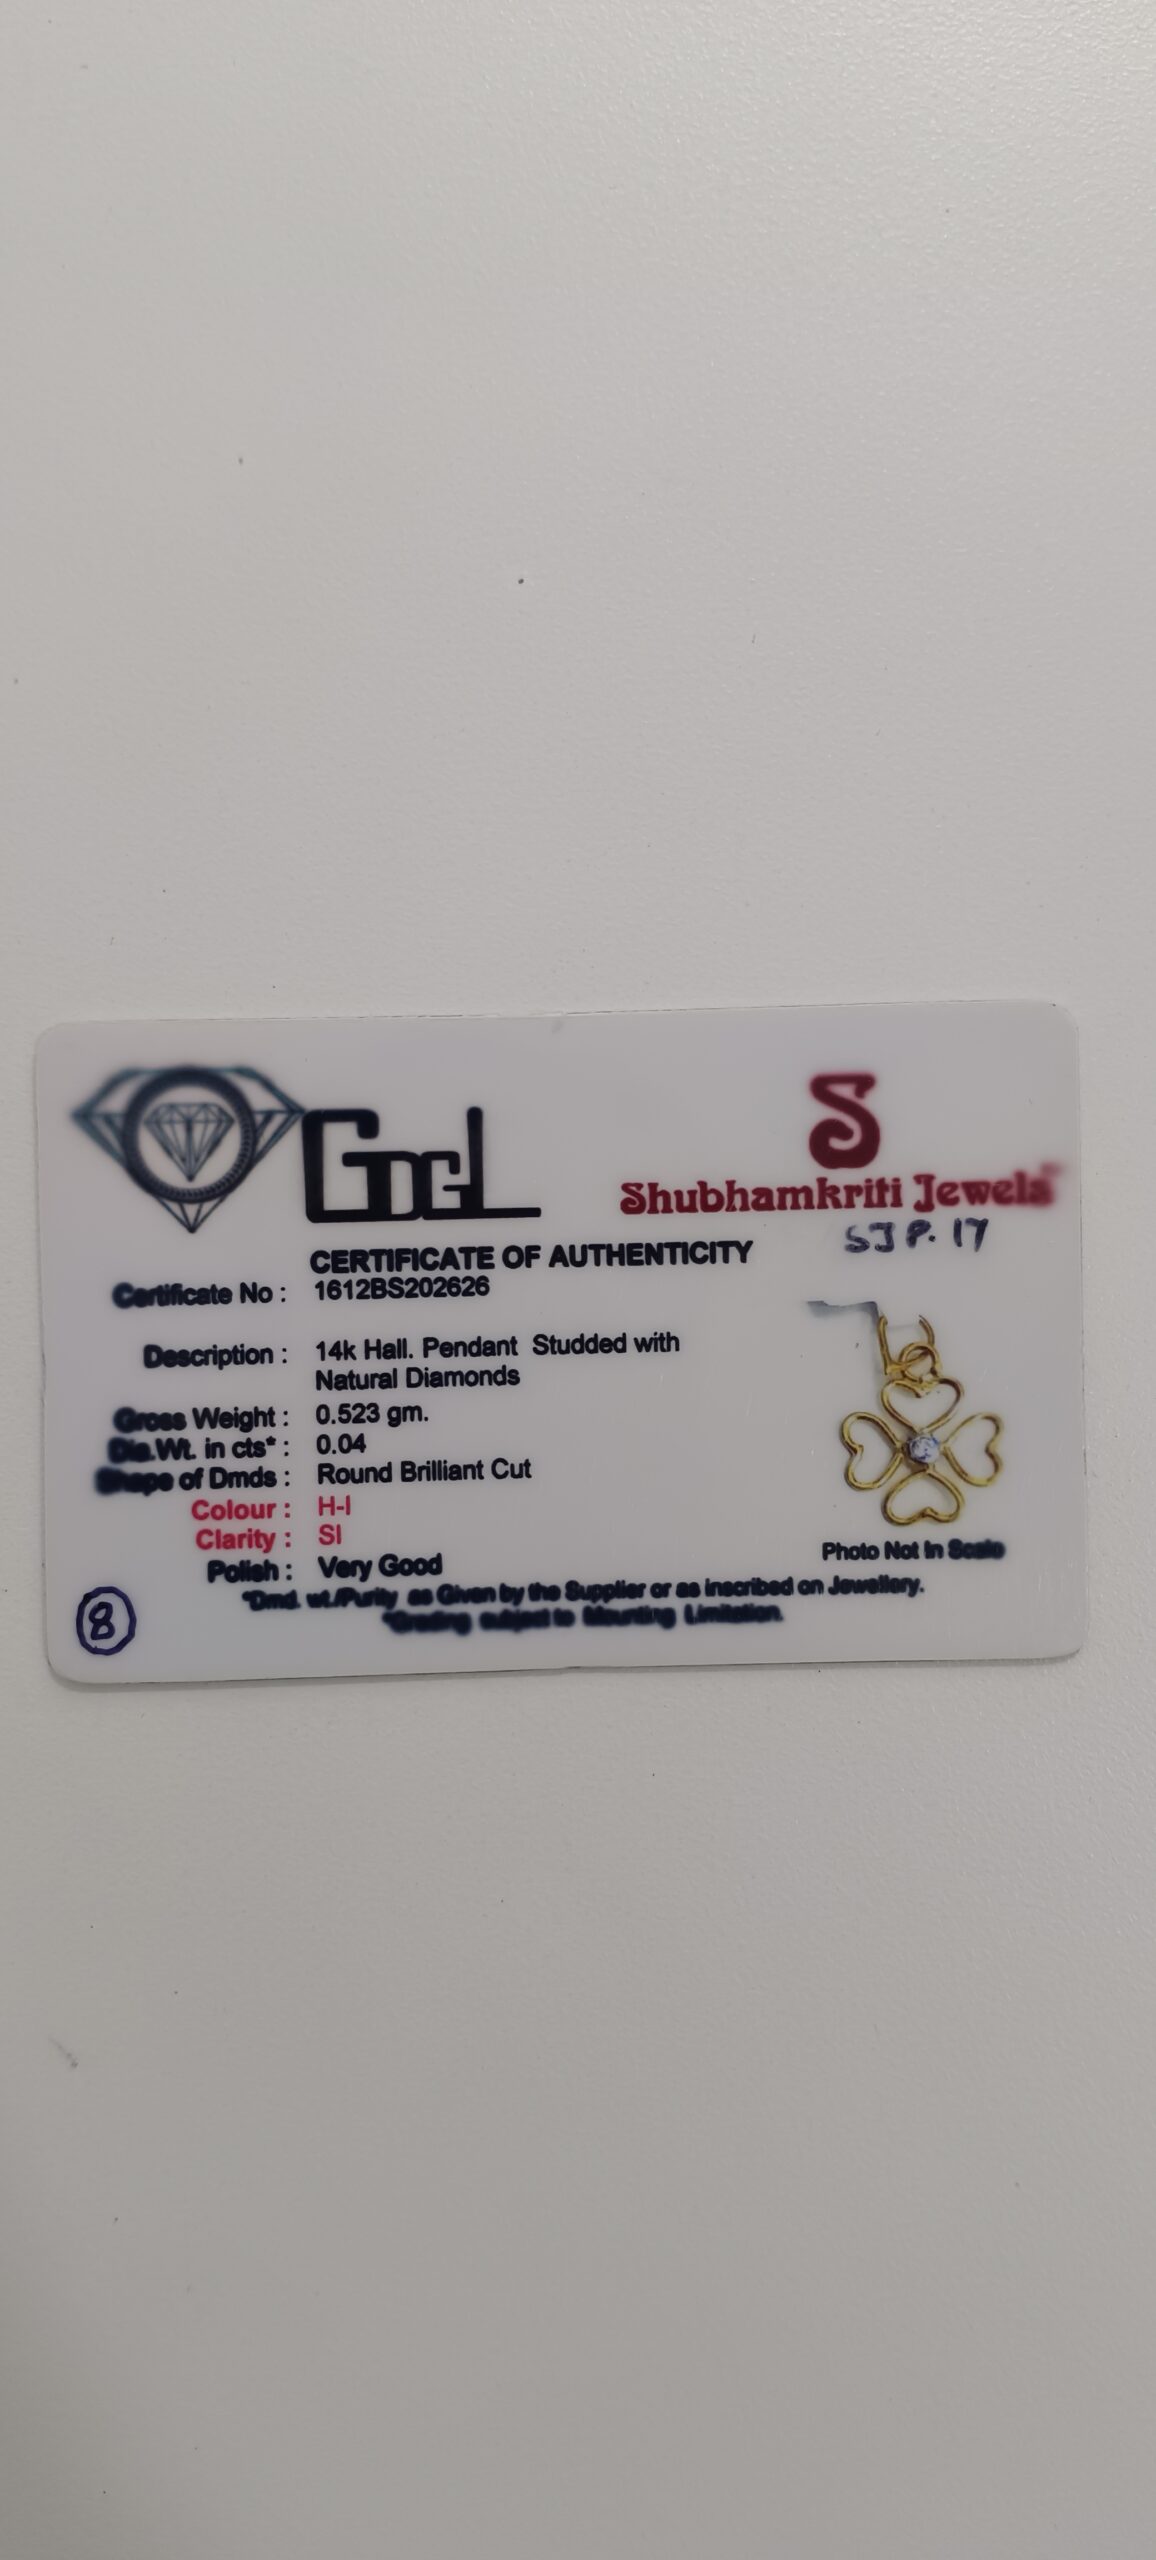 GDGL
S
Shubhamkriti Jewels
SJP. 17
CERTIFICATE OF AUTHENTICITY
Certificate No : 1612BS202626
Description : 14k Hall. Pendant Studded with
Natural Diamonds
Gross Weight : 0.523 gm.
Dia.Wt. in cts* : 0.04
Shape of Dmds : Round Brilliant Cut
Colour : H-I
Clarity : SI
Polish : Very Good
Photo Not In Scale
*Dmd. wt./Purity as Given by the Supplier or as inscribed on Jewellery.
*Grading subject to Mounting Limitation.
8